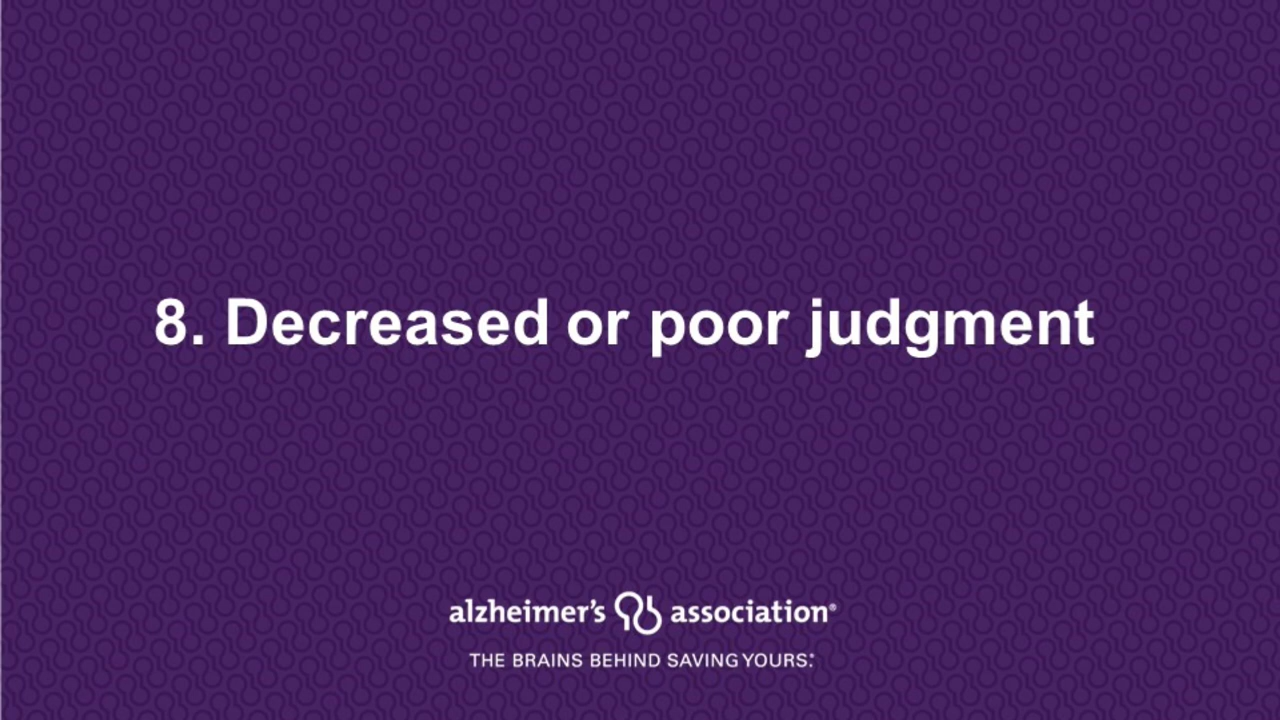 8. Decreased or poor judgment
alzheimer's association®
THE BRAINS BEHIND SAVING YOURS.®